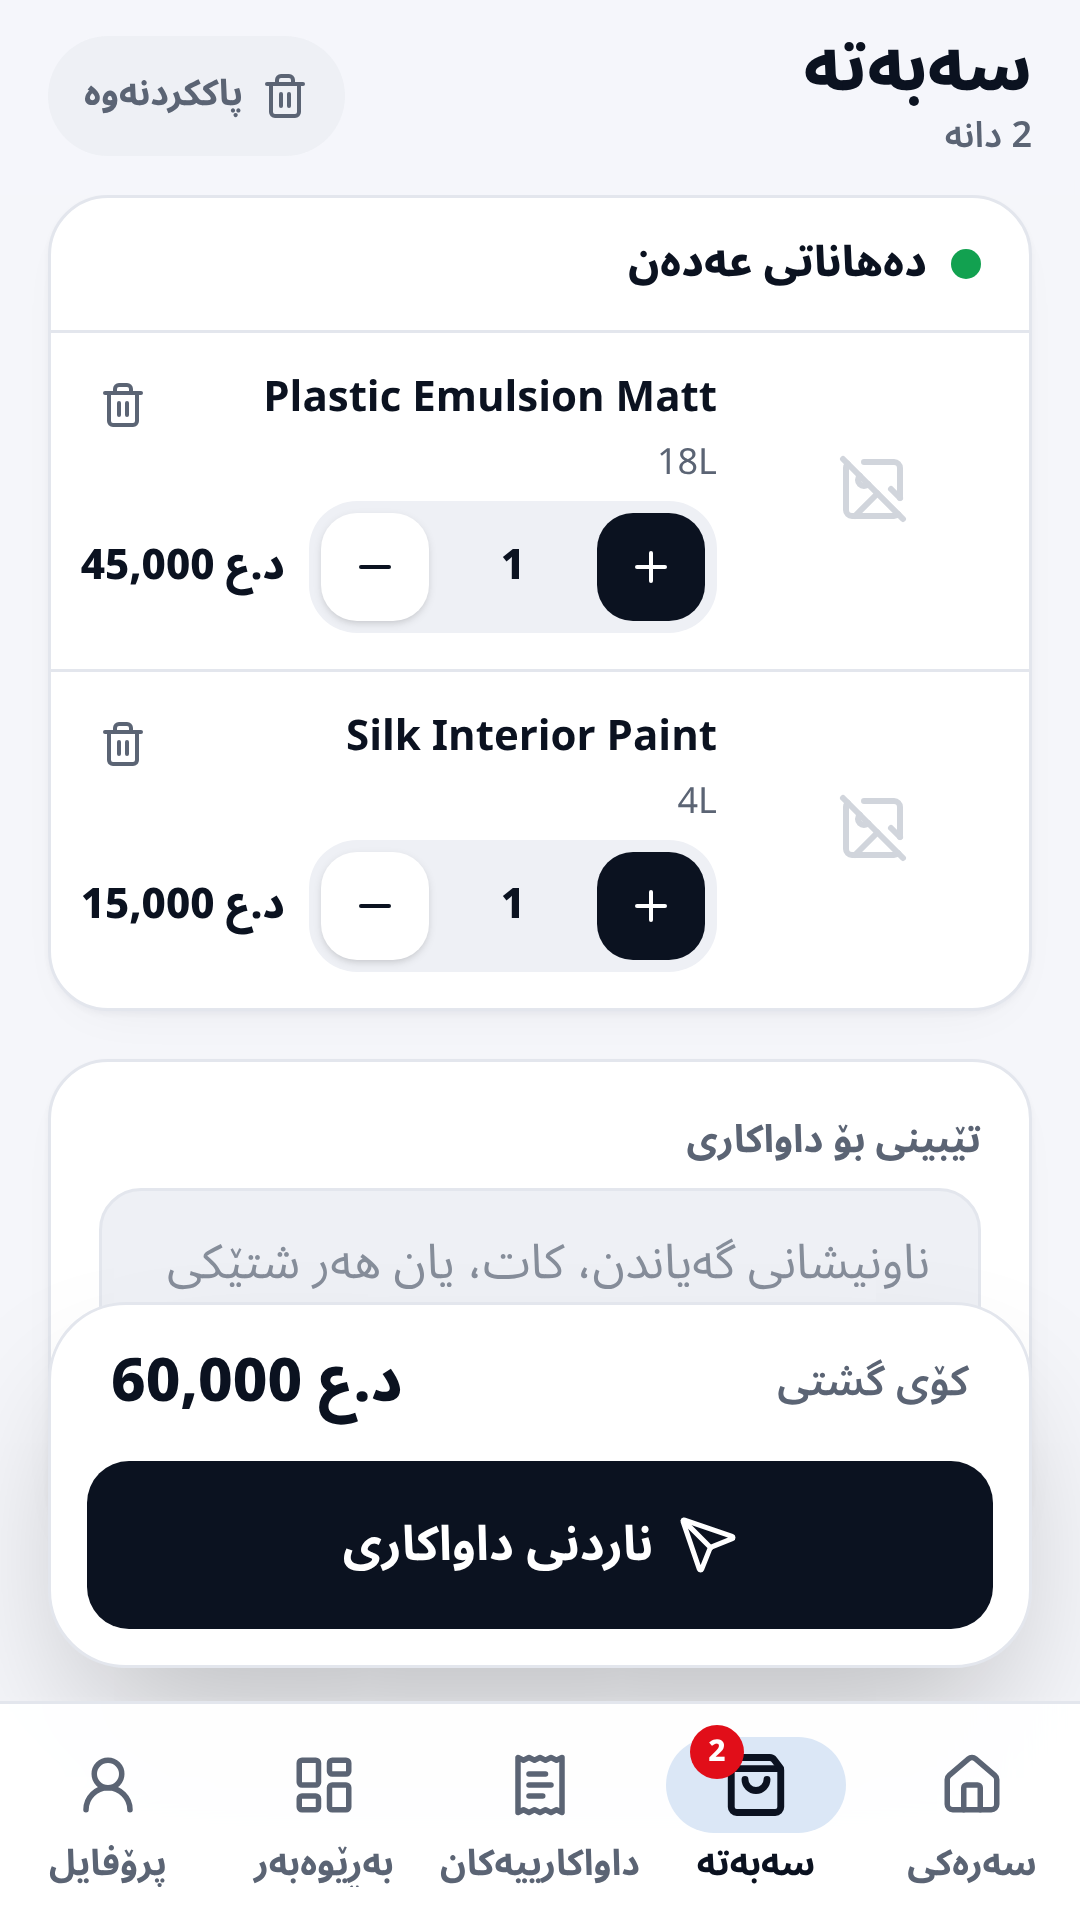 سەبەتە
2 دانە
پاککردنەوە
دەهاناتی عەدەن
Plastic Emulsion Matt
18L
1
45,000 د.ع
Silk Interior Paint
4L
1
15,000 د.ع
تێبینی بۆ داواکاری
ناونیشانی گەیاندن، کات، یان هەر شتێکی
کۆی گشتی
60,000 د.ع
ناردنی داواکاری
سەرەکی
2
سەبەتە
داواکارییەکان
بەڕێوەبەر
پرۆفایل